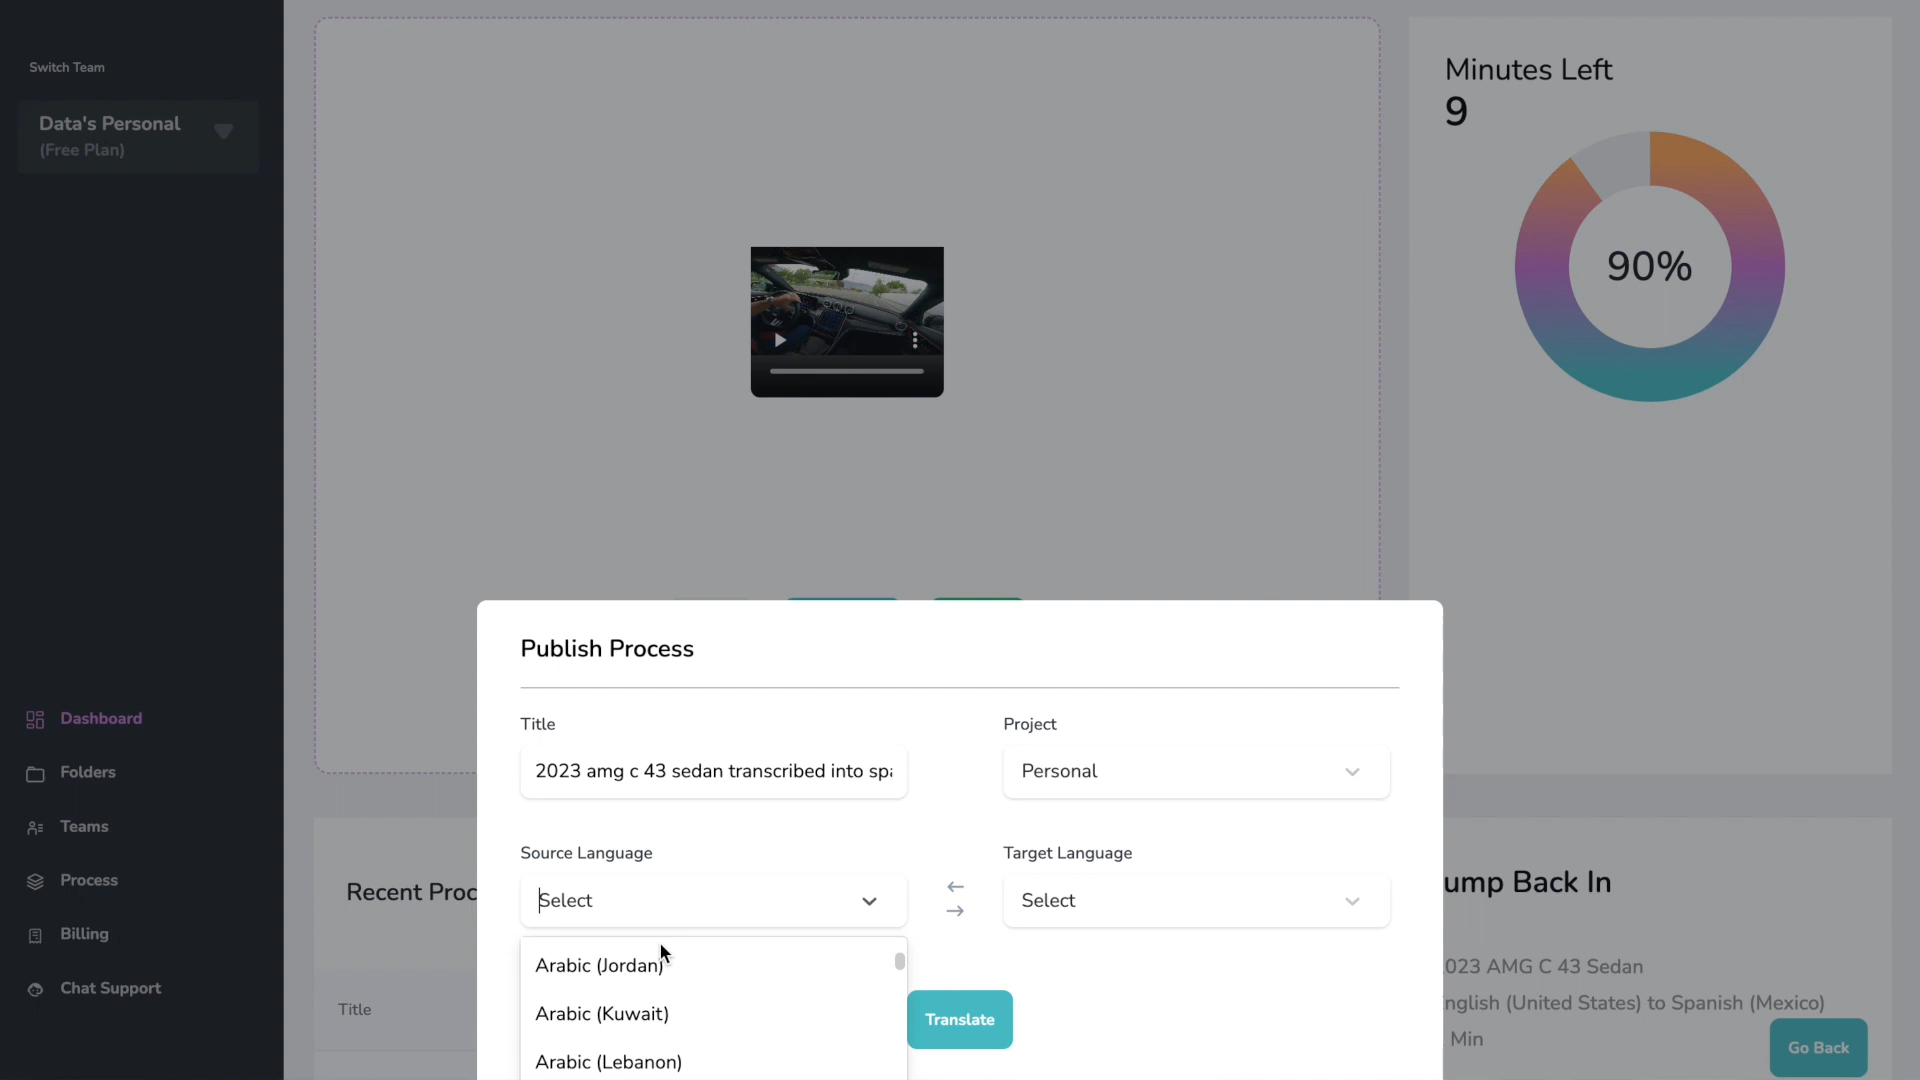 Switch Team
Data's Personal
(Free Plan)
Dashboard
Folders
Teams
Process
Billing
Chat Support
Minutes Left
9
90%
Publish Process
Title
Project
2023 amg c 43 sedan transcribed into spa
Personal
Source Language
Target Language
Select
Select
Arabic (Jordan)
Arabic (Kuwait)
Arabic (Lebanon)
Translate
Recent Proc
Title
ump Back In
023 AMG C 43 Sedan
nglish (United States) to Spanish (Mexico)
Min
Go Back